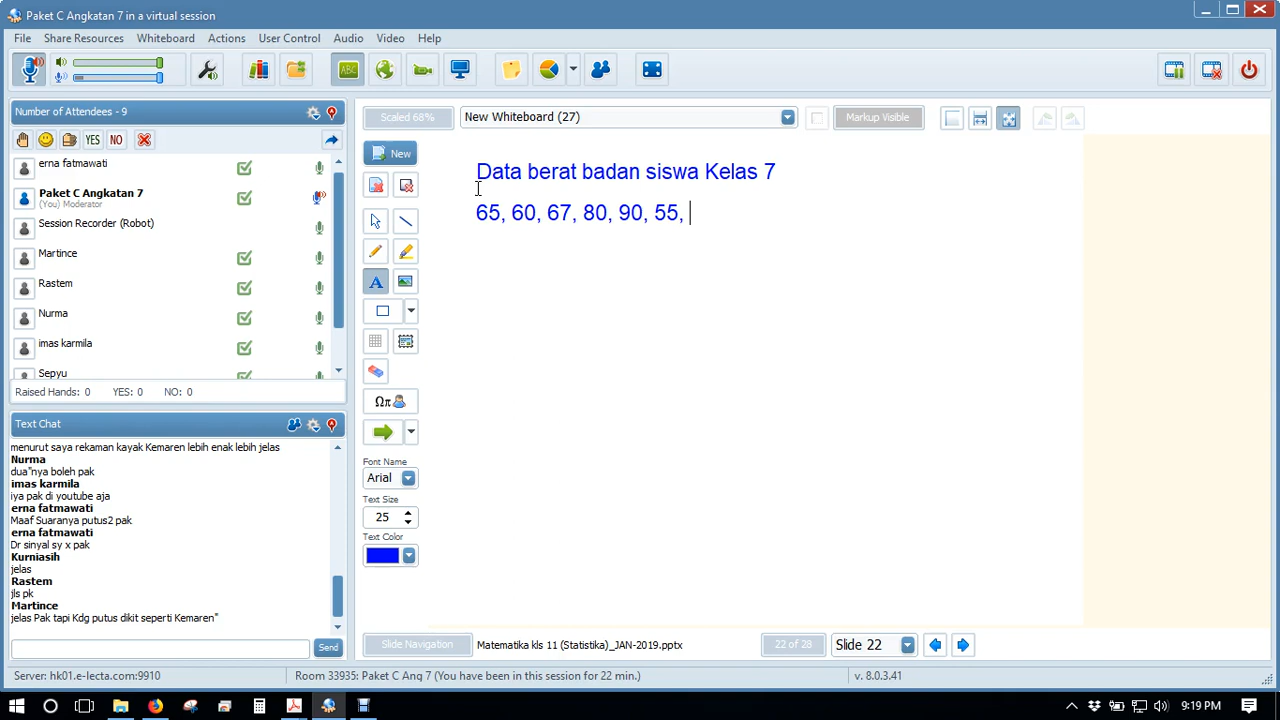 Paket C Angkatan 7 in a virtual session
File Share Resources Whiteboard Actions User Control Audio Video Help
ABC
Number of Attendees - 9
YES NO
erna fatmawati
Paket C Angkatan 7
(You) Moderator
Session Recorder (Robot)
Martince
Rastem
Nurma
imas karmila
Sepyu
Raised Hands: 0 YES: 0 NO: 0
Text Chat
menurut saya rekaman kayak Kemaren lebih enak lebih jelas
Nurma
dua"nya boleh pak
imas karmila
iya pak di youtube aja
erna fatmawati
Maaf Suaranya putus2 pak
erna fatmawati
Dr sinyal sy x pak
Kurniasih
jelas
Rastem
jls pk
Martince
jelas Pak tapi Kdg putus dikit seperti Kemaren"
Send
Scaled 68% New Whiteboard (27) Markup Visible
New
A
Ωπ
Font Name
Arial
Text Size
25
Text Color
Data berat badan siswa Kelas 7
65, 60, 67, 80, 90, 55,
Slide Navigation Matematika kls 11 (Statistika)_JAN-2019.pptx 22 of 28 Slide 22
Server: hk01.e-lecta.com:9910 Room 33935: Paket C Ang 7 (You have been in this session for 22 min.) v. 8.0.3.41
9:19 PM